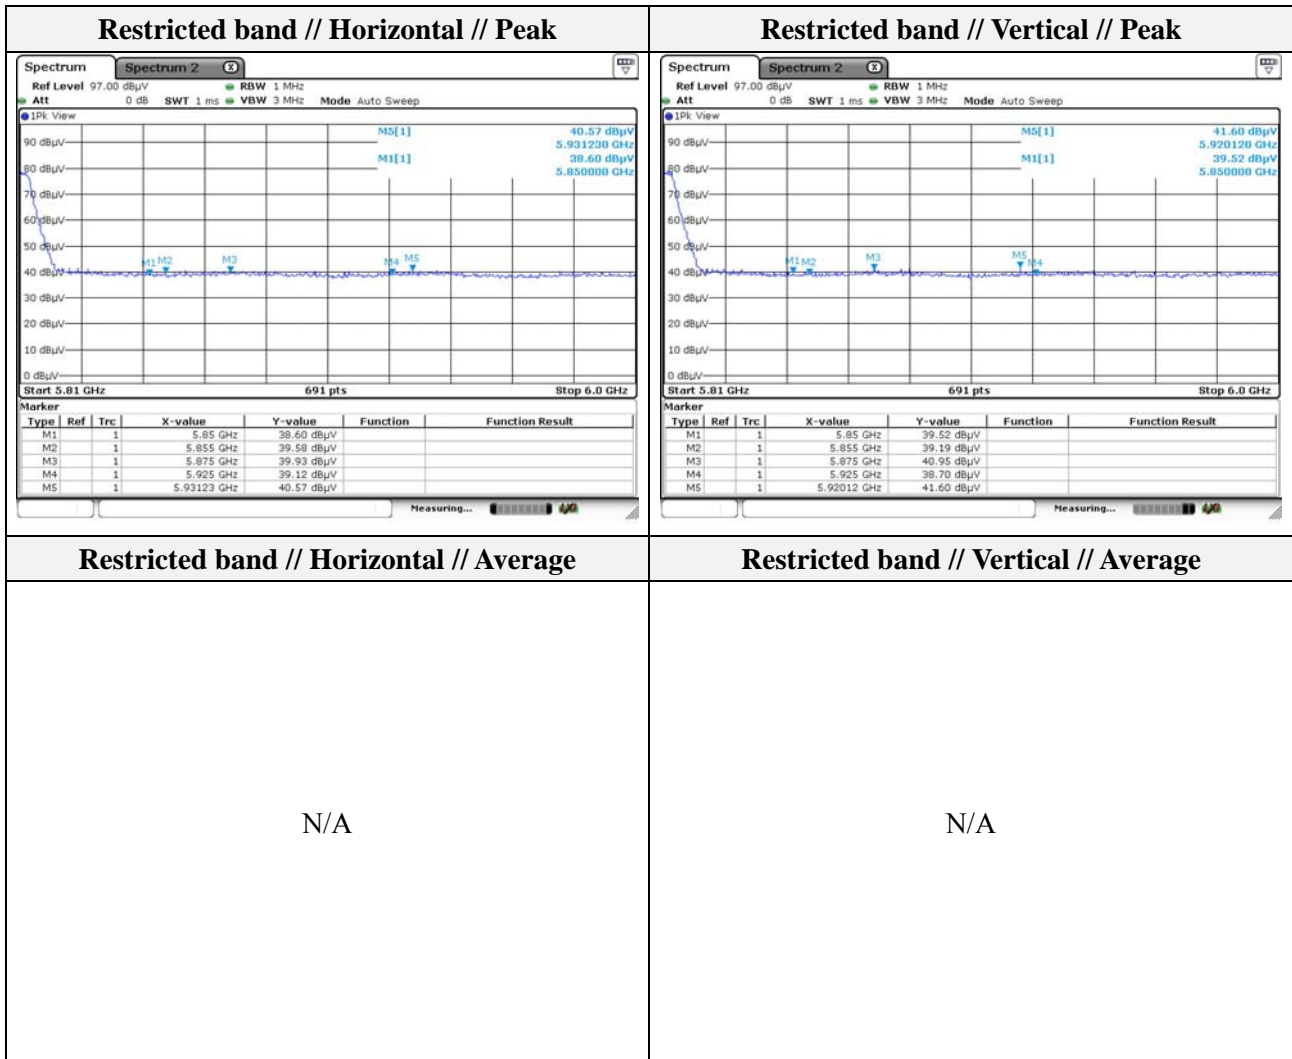 Restricted band // Horizontal // Peak
Restricted band // Vertical // Peak
Spectrum Spectrum 2 X
Ref Level 97.00 dBµV RBW 1 MHz
Att 0 dB SWT 1 ms VBW 3 MHz Mode Auto Sweep
1Pk View
M5[1] 40.57 dBµV
5.931230 GHz
M1[1] 38.60 dBµV
5.850000 GHz
90 dBµV
80 dBµV
70 dBµV
60 dBµV
50 dBµV
M1 M2 M3 M4 M5
40 dBµV
30 dBµV
20 dBµV
10 dBµV
0 dBµV
Start 5.81 GHz 691 pts Stop 6.0 GHz
Marker
Type Ref Trc X-value Y-value Function Function Result
M1 1 5.85 GHz 38.60 dBµV
M2 1 5.855 GHz 39.58 dBµV
M3 1 5.875 GHz 39.93 dBµV
M4 1 5.925 GHz 39.12 dBµV
M5 1 5.93123 GHz 40.57 dBµV
Measuring...
Spectrum Spectrum 2 X
Ref Level 97.00 dBµV RBW 1 MHz
Att 0 dB SWT 1 ms VBW 3 MHz Mode Auto Sweep
1Pk View
M5[1] 41.60 dBµV
5.920120 GHz
M1[1] 39.52 dBµV
5.850000 GHz
90 dBµV
80 dBµV
70 dBµV
60 dBµV
50 dBµV
M1 M2 M3 M5 M4
40 dBµV
30 dBµV
20 dBµV
10 dBµV
0 dBµV
Start 5.81 GHz 691 pts Stop 6.0 GHz
Marker
Type Ref Trc X-value Y-value Function Function Result
M1 1 5.85 GHz 39.52 dBµV
M2 1 5.855 GHz 39.19 dBµV
M3 1 5.875 GHz 40.95 dBµV
M4 1 5.925 GHz 38.70 dBµV
M5 1 5.92012 GHz 41.60 dBµV
Measuring...
Restricted band // Horizontal // Average
Restricted band // Vertical // Average
N/A
N/A